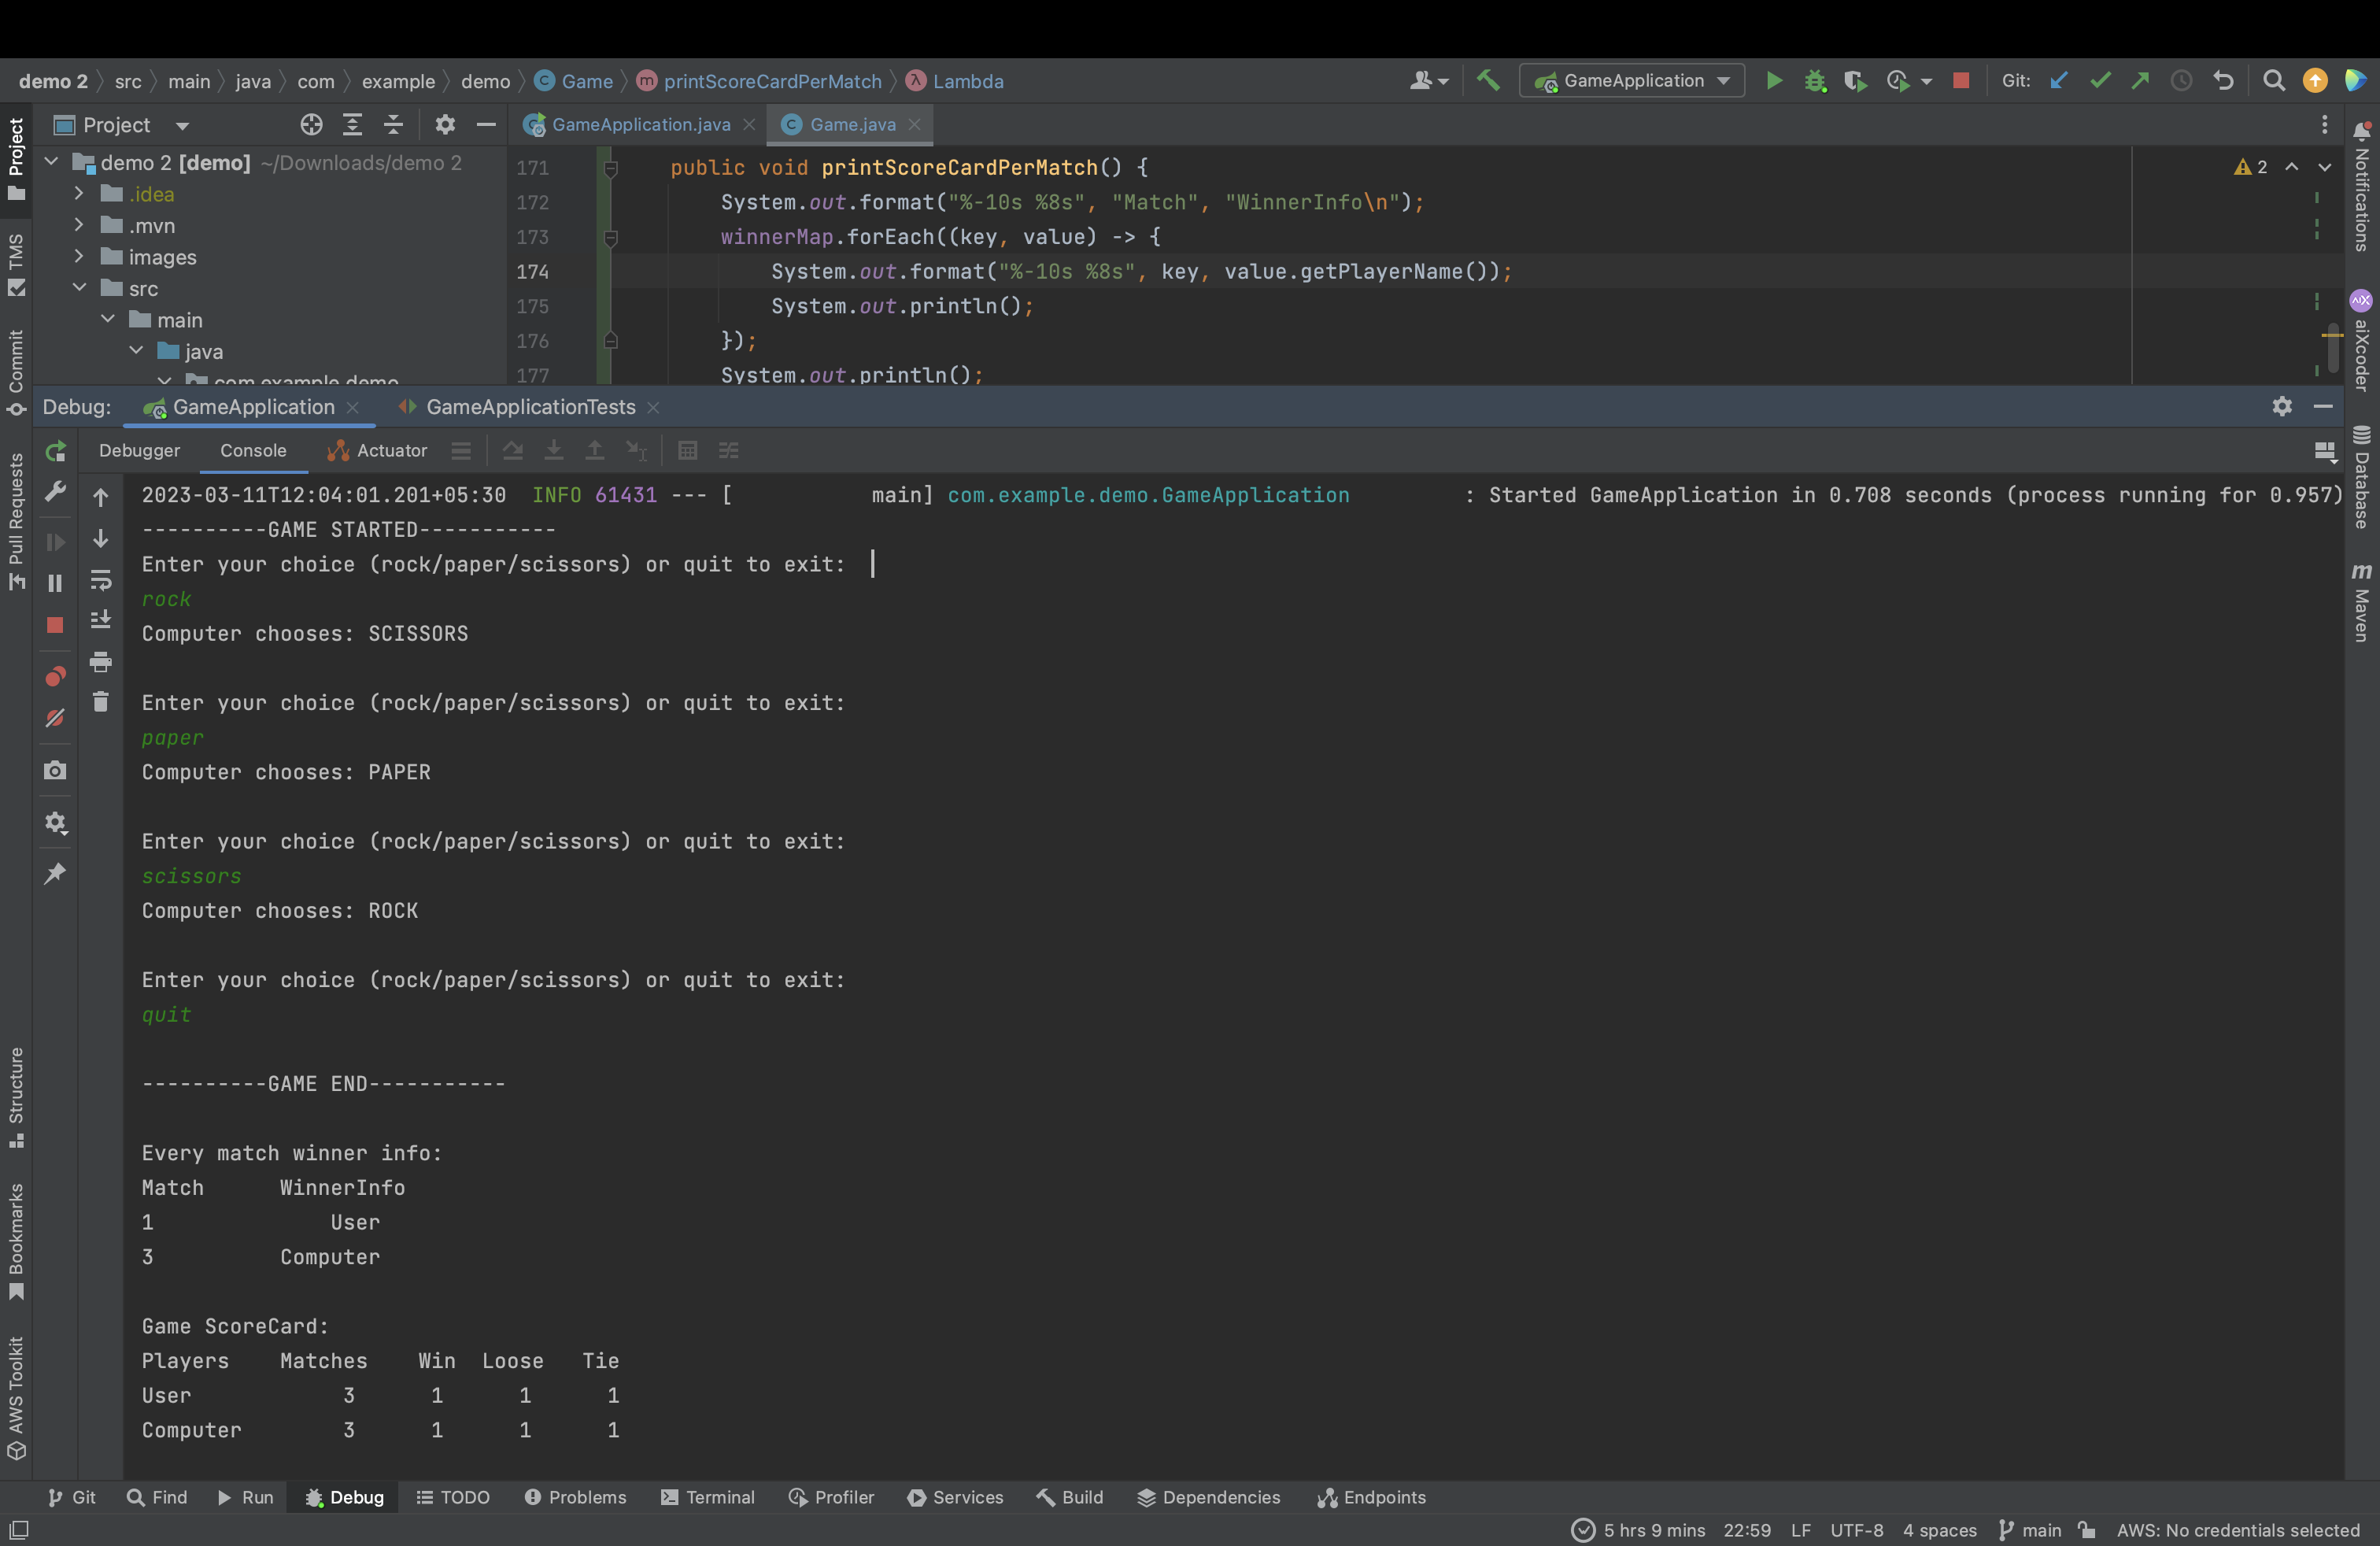 demo 2 〉 src 〉 main 〉 java 〉 com 〉 example 〉 demo 〉 Game 〉 printScoreCardPerMatch 〉 Lambda
GameApplication
Git:
Project
GameApplication.java
Game.java
Project
TMS
Commit
Pull Requests
Structure
Bookmarks
AWS Toolkit
demo 2 [demo] ~/Downloads/demo 2
.idea
.mvn
images
src
main
java
com.example.demo
171 public void printScoreCardPerMatch() {
172 System.out.format("%-10s %8s", "Match", "WinnerInfo\n");
173 winnerMap.forEach((key, value) -> {
174 System.out.format("%-10s %8s", key, value.getPlayerName());
175 System.out.println();
176 });
177 System.out.println();
2
Notifications
aiXcoder
Database
m Maven
Debug: GameApplication GameApplicationTests
Debugger Console Actuator
2023-03-11T12:04:01.201+05:30  INFO 61431 --- [           main] com.example.demo.GameApplication         : Started GameApplication in 0.708 seconds (process running for 0.957)
----------GAME STARTED-----------
Enter your choice (rock/paper/scissors) or quit to exit:
rock
Computer chooses: SCISSORS
Enter your choice (rock/paper/scissors) or quit to exit:
paper
Computer chooses: PAPER
Enter your choice (rock/paper/scissors) or quit to exit:
scissors
Computer chooses: ROCK
Enter your choice (rock/paper/scissors) or quit to exit:
quit
----------GAME END-----------
Every match winner info:
Match      WinnerInfo
1              User
3          Computer
Game ScoreCard:
Players    Matches    Win  Loose   Tie
User            3      1      1      1
Computer        3      1      1      1
Git Find Run Debug TODO Problems Terminal Profiler Services Build Dependencies Endpoints
5 hrs 9 mins 22:59 LF UTF-8 4 spaces main AWS: No credentials selected